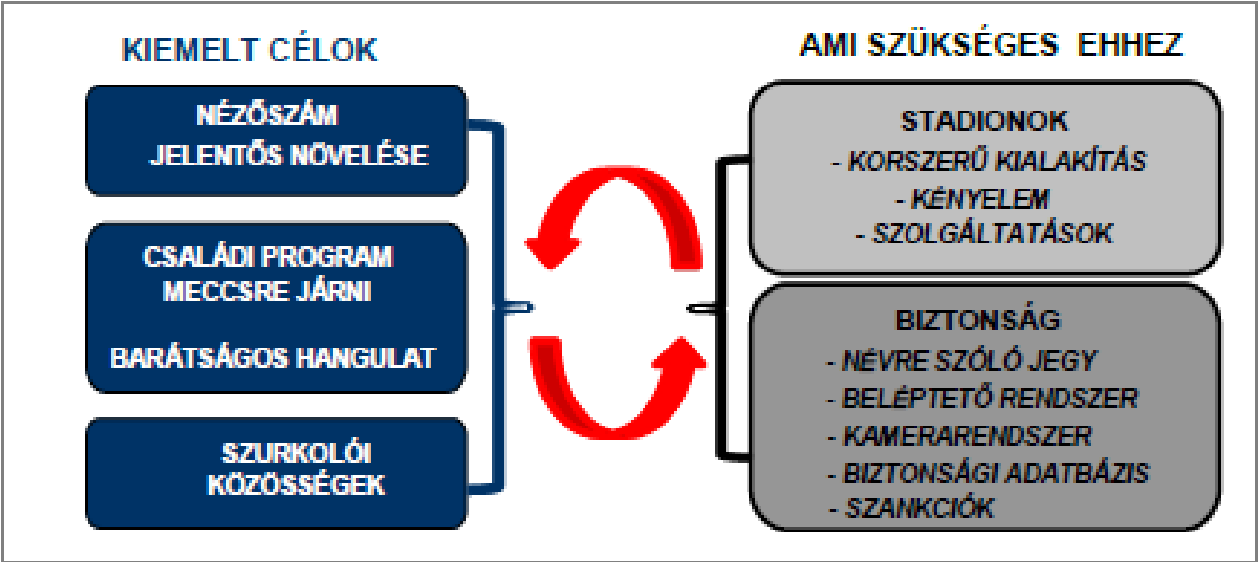 KIEMELT CÉLOK
NÉZŐSZÁM
JELENTŐS NÖVELÉSE
CSALÁDI PROGRAM
MECCSRE JÁRNI
BARÁTSÁGOS HANGULAT
SZURKOLÓI
KÖZÖSSÉGEK
AMI SZÜKSÉGES EHHEZ
STADIONOK
- KORSZERŰ KIALAKÍTÁS
- KÉNYELEM
- SZOLGÁLTATÁSOK
BIZTONSÁG
- NÉVRE SZÓLÓ JEGY
- BELÉPTETŐ RENDSZER
- KAMERARENDSZER
- BIZTONSÁGI ADATBÁZIS
- SZANKCIÓK